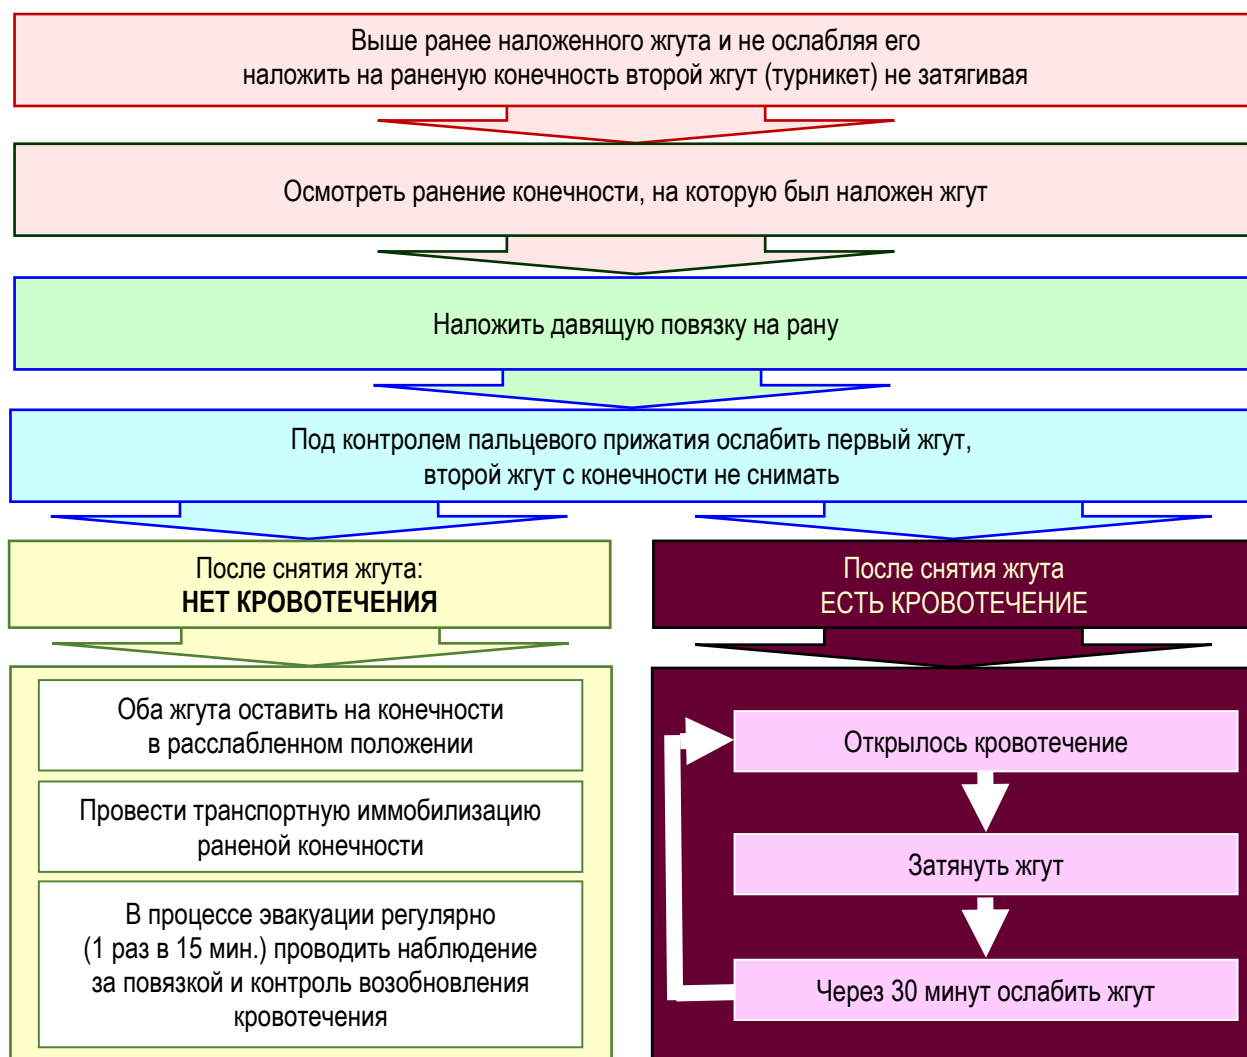 Выше ранее наложенного жгута и не ослабляя его
наложить на раненую конечность второй жгут (турникет) не затягивая
Осмотреть ранение конечности, на которую был наложен жгут
Наложить давящую повязку на рану
Под контролем пальцевого прижатия ослабить первый жгут,
второй жгут с конечности не снимать
После снятия жгута:
НЕТ КРОВОТЕЧЕНИЯ
Оба жгута оставить на конечности
в расслабленном положении
Провести транспортную иммобилизацию
раненой конечности
В процессе эвакуации регулярно
(1 раз в 15 мин.) проводить наблюдение
за повязкой и контроль возобновления
кровотечения
После снятия жгута
ЕСТЬ КРОВОТЕЧЕНИЕ
Открылось кровотечение
Затянуть жгут
Через 30 минут ослабить жгут